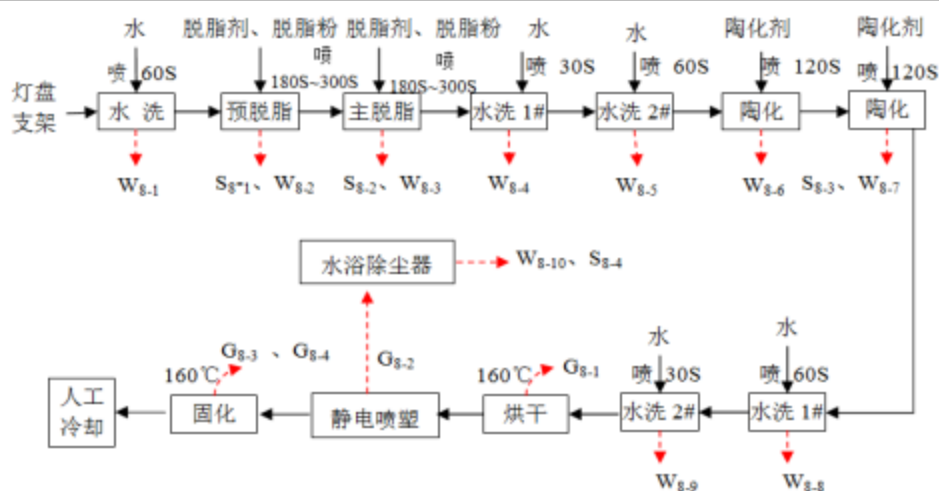 水
脱脂剂、脱脂粉
脱脂剂、脱脂粉
水
水
陶化剂
陶化剂
喷 60S
喷
180S~300S
喷
180S~300S
喷 30S
喷 60S
喷 120S
喷 120S
灯盘
支架
水 洗
预脱脂
主脱脂
水洗 1#
水洗 2#
陶化
陶化
W8-1
S8-1、W8-2
S8-2、W8-3
W8-4
W8-5
W8-6
S8-3、W8-7
水浴除尘器
W8-10、S8-4
水
水
G8-3 、G8-4
G8-2
G8-1
160℃
160℃
喷 30S
喷 60S
人工
冷却
固化
静电喷塑
烘干
水洗 2#
水洗 1#
W8-9
W8-8